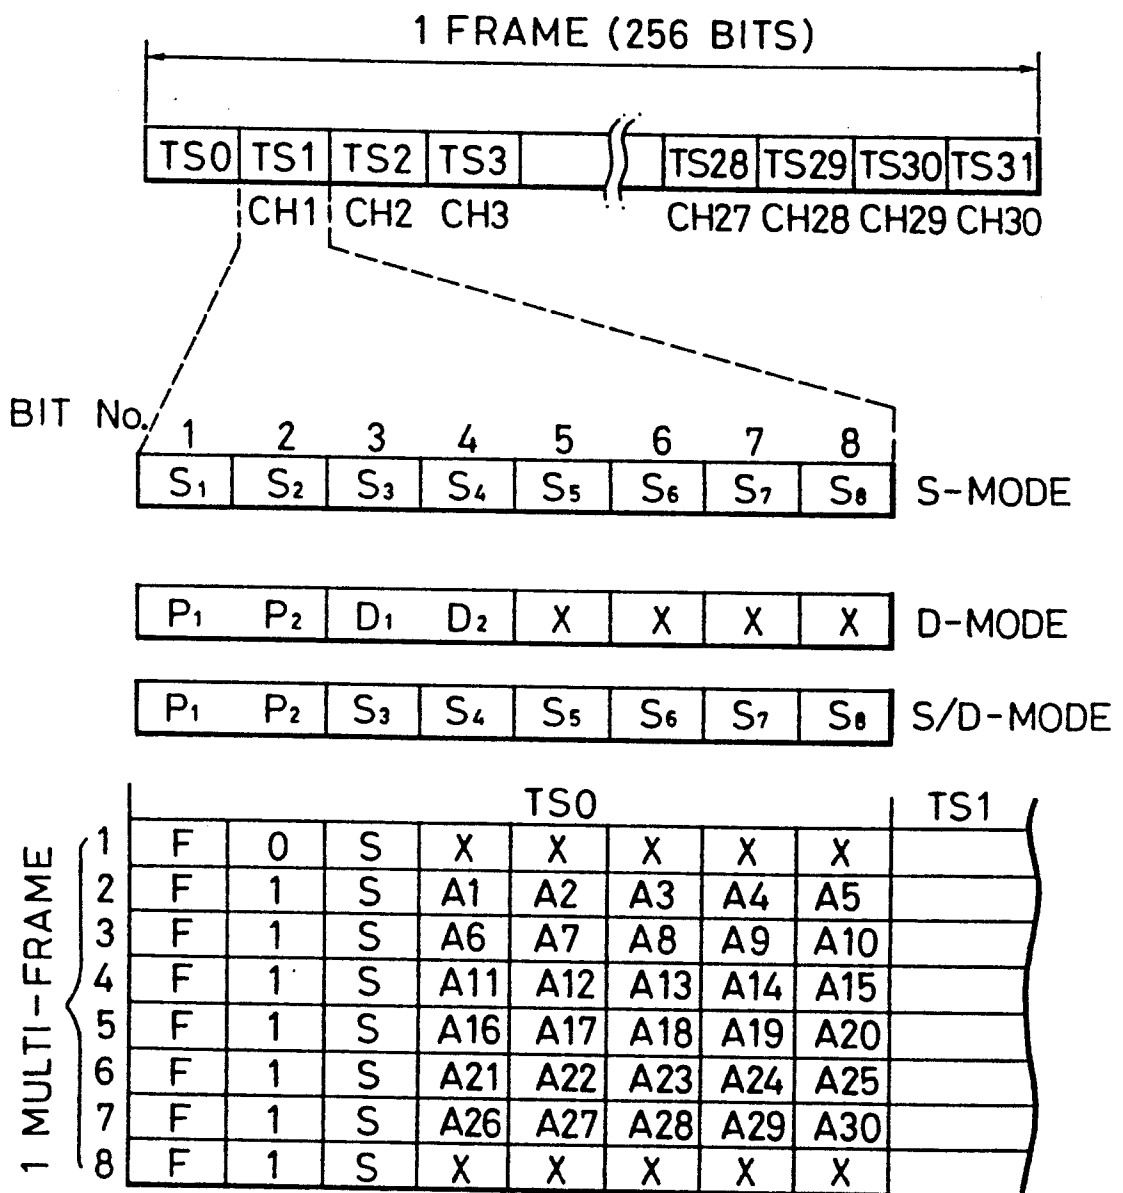 1 FRAME (256 BITS)
TS0 TS1 TS2 TS3 TS28 TS29 TS30 TS31
CH1 CH2 CH3 CH27 CH28 CH29 CH30
BIT No. 1 2 3 4 5 6 7 8
S1 S2 S3 S4 S5 S6 S7 S8 S-MODE
P1 P2 D1 D2 X X X X D-MODE
P1 P2 S3 S4 S5 S6 S7 S8 S/D-MODE
TS0 TS1
1 MULTI-FRAME
1 F 0 S X X X X X
2 F 1 S A1 A2 A3 A4 A5
3 F 1 S A6 A7 A8 A9 A10
4 F 1 S A11 A12 A13 A14 A15
5 F 1 S A16 A17 A18 A19 A20
6 F 1 S A21 A22 A23 A24 A25
7 F 1 S A26 A27 A28 A29 A30
8 F 1 S X X X X X